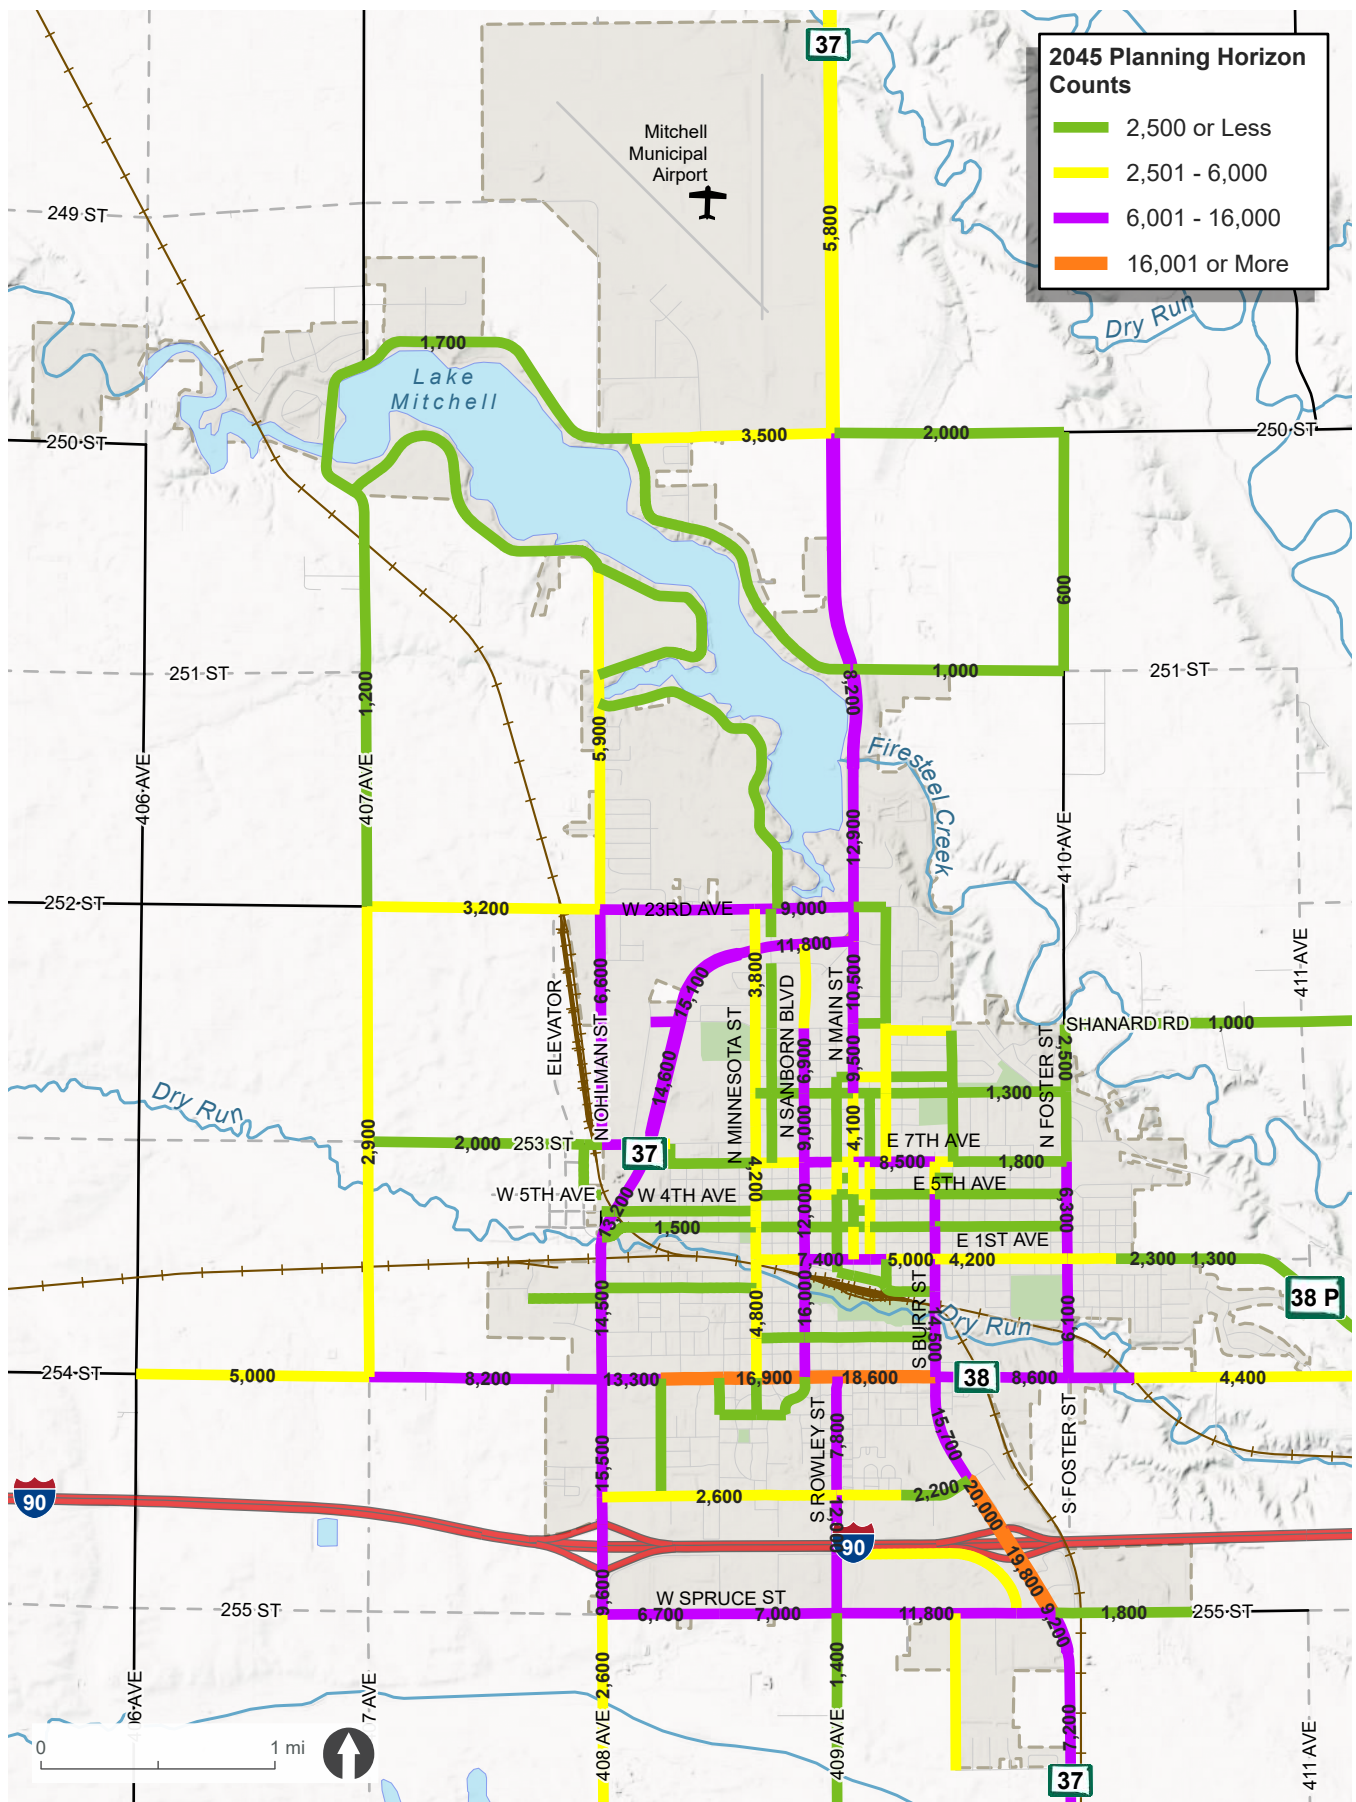 37
2045 Planning Horizon
Counts
2,500 or Less
2,501 - 6,000
6,001 - 16,000
16,001 or More
Mitchell
Municipal
Airport
249 ST
5,800
Dry Run
1,700
Lake
Mitchell
250 ST
3,500
2,000
250 ST
600
251 ST
1,200
1,000
251 ST
8,200
5,900
Firesteel Creek
406 AVE
407 AVE
12,600
410 AVE
252 ST
3,200
W 23RD AVE
9,000
11,800
411 AVE
3,800
15,100
6,600
10,500
ELEVATOR
N OHLMAN ST
N MINNESOTA ST
N SANBORN BLVD
N MAIN ST
SHANARD RD
1,000
2,500
N FOSTER ST
14,600
6,900
9,500
1,300
Dry Run
9,000
4,100
2,900
2,000
253 ST
37
E 7TH AVE
8,500
1,800
4,200
W 5TH AVE
W 4TH AVE
E 5TH AVE
13,200
1,500
12,000
6,300
E 1ST AVE
7,400
5,000
4,200
2,300
1,300
38 P
14,500
4,800
16,000
S BURR ST
14,500
Dry Run
9,100
254 ST
5,000
8,200
13,300
16,900
18,600
38
8,600
4,400
15,500
S ROWLEY ST
7,800
15,700
S FOSTER ST
90
2,600
2,200
20,000
90
19,800
9,600
W SPRUCE ST
255 ST
6,700
7,000
11,800
9,200
1,800
255 ST
2,600
1,400
7,200
408 AVE
409 AVE
411 AVE
0
1 mi
37